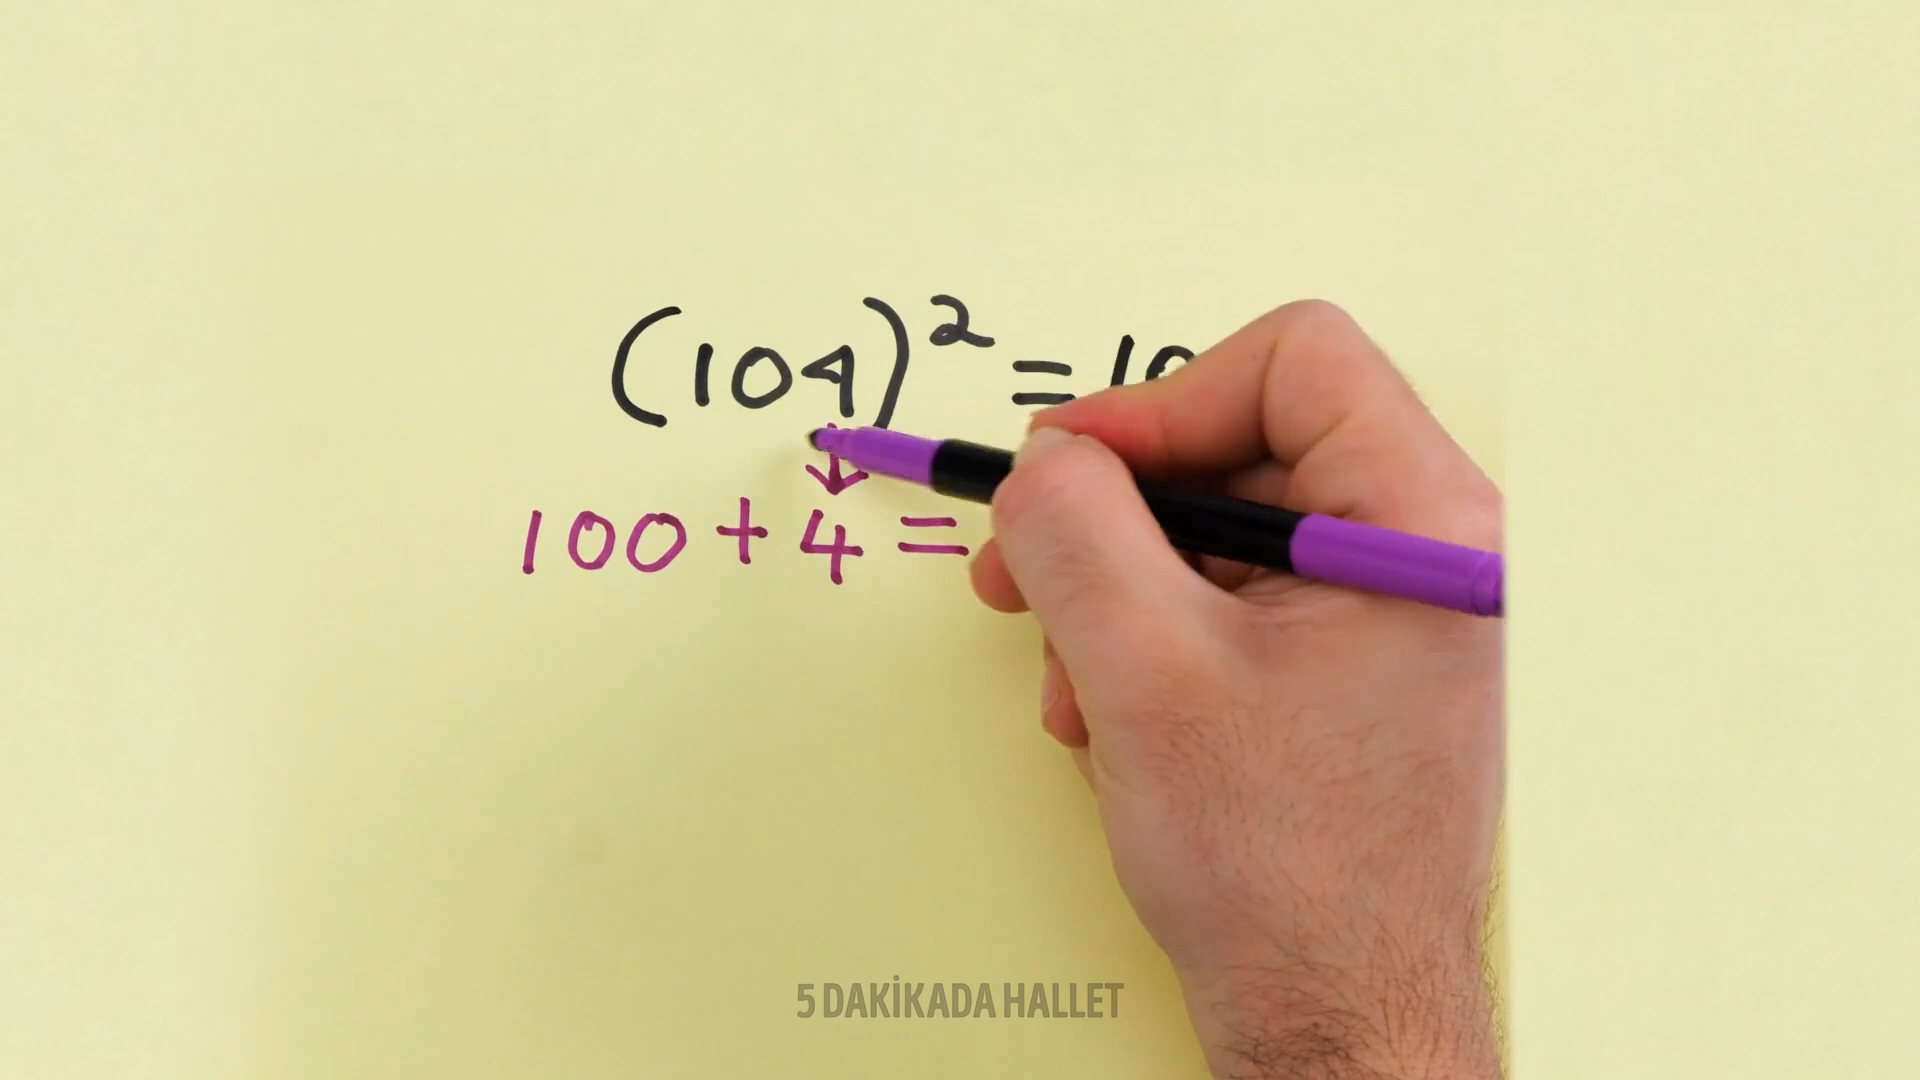 (104)² = 10
100 + 4 =
5 DAKİKADA HALLET